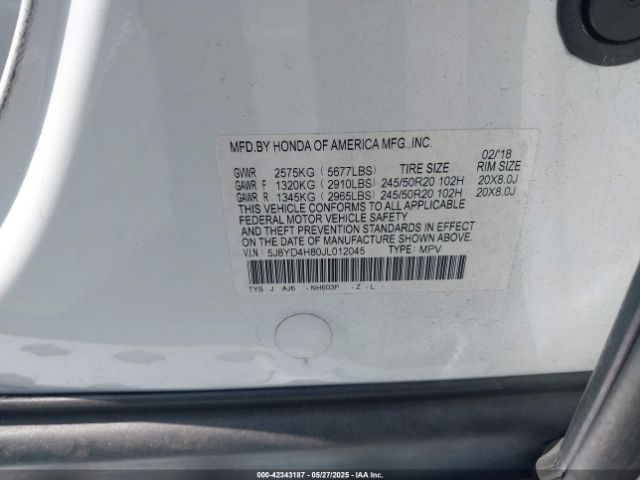 MFD.BY HONDA OF AMERICA MFG.,INC. 02/'18
GVWR 2575KG ( 5677LBS) TIRE SIZE RIM SIZE
GAWR F 1320KG ( 2910LBS) 245/50R20 102H 20X8.0J
GAWR R 1345KG ( 2965LBS) 245/50R20 102H 20X8.0J
THIS VEHICLE CONFORMS TO ALL APPLICABLE
FEDERAL MOTOR VEHICLE SAFETY
AND THEFT PREVENTION STANDARDS IN EFFECT ON
THE DATE OF MANUFACTURE SHOWN ABOVE.
V.I.N.: 5J8YD4H80JL012045 TYPE: MPV
TYS J AJ6 -NH603P -Z -L
00-42343187 — 05/27/2025 — IAA, Inc.